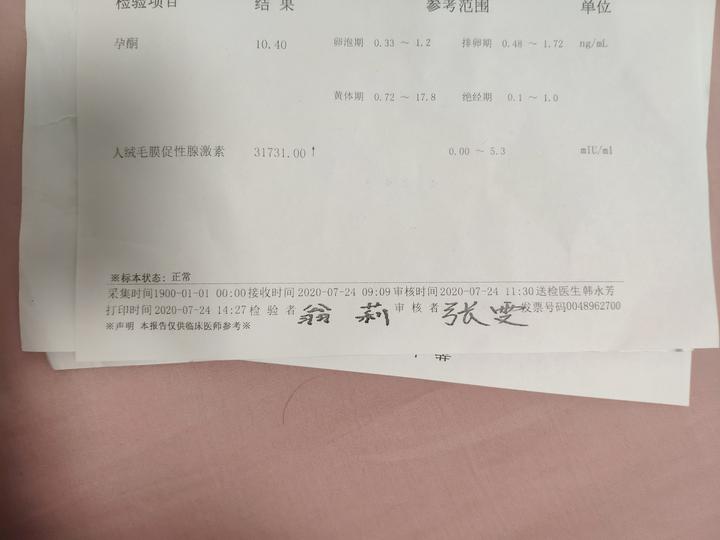 检验项目 结 果 参考范围 单位
孕酮 10.40 卵泡期 0.33 ~ 1.2 排卵期 0.48 ~ 1.72 ng/mL
黄体期 0.72 ~ 17.8 绝经期 0.1 ~ 1.0
人绒毛膜促性腺激素 31731.00 ↑ 0.00 ~ 5.3 mIU/ml
※标本状态: 正常
采集时间1900-01-01 00:00 接收时间 2020-07-24 09:09 审核时间 2020-07-24 11:30 送检医生 韩永芳
打印时间 2020-07-24 14:27 检 验 者 翁莉 审 核 者 张雯 发票号码0048962700
※声明 本报告仅供临床医师参考※